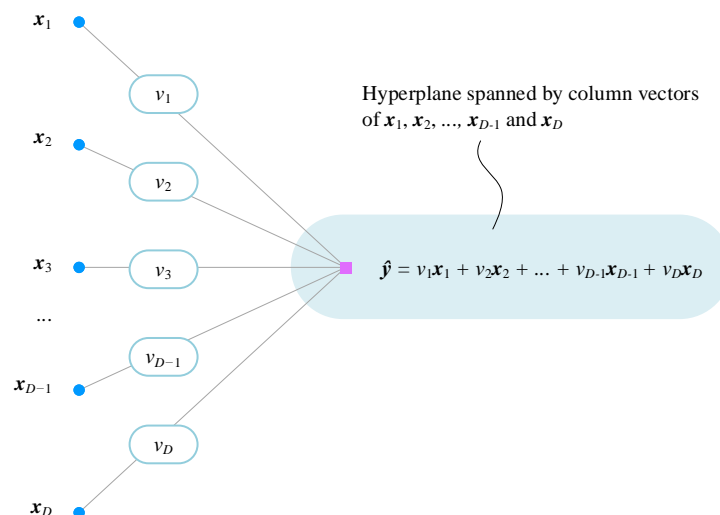 x1
v1
Hyperplane spanned by column vectors
of x1, x2, ..., xD-1 and xD
x2
v2
x3
v3
ŷ = v1x1 + v2x2 + ... + vD-1xD-1 + vDxD
...
vD−1
xD−1
vD
xD